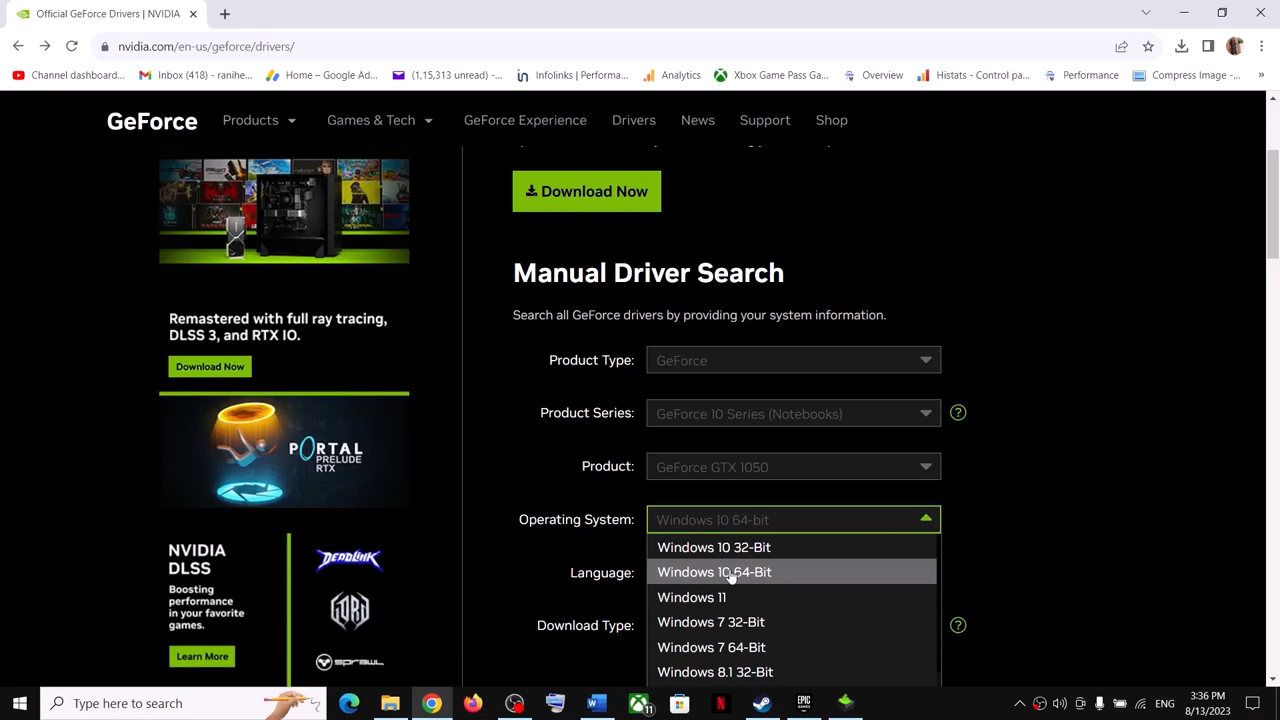 Official GeForce Drivers | NVIDIA
nvidia.com/en-us/geforce/drivers/
Channel dashboard...
Inbox (418) - ranihe...
Home – Google Ad...
(1,15,313 unread) -...
Infolinks | Performa...
Analytics
Xbox Game Pass Ga...
Overview
Histats - Control pa...
Performance
Compress Image -...
»
GeForce
Products
Games & Tech
GeForce Experience
Drivers
News
Support
Shop
Download Now
Manual Driver Search
Search all GeForce drivers by providing your system information.
Product Type: GeForce
Product Series: GeForce 10 Series (Notebooks) ?
Product: GeForce GTX 1050
Operating System: Windows 10 64-bit
Windows 10 32-Bit
Windows 10 64-Bit
Windows 11
Windows 7 32-Bit
Windows 7 64-Bit
Windows 8.1 32-Bit
Language:
Download Type: ?
Remastered with full ray tracing,
DLSS 3, and RTX IO.
Download Now
PORTAL
PRELUDE
RTX
NVIDIA
DLSS
Boosting
performance
in your favorite
games.
Learn More
DEADLINK
GORD
SPRAWL
Type here to search
11
ENG
3:36 PM
8/13/2023